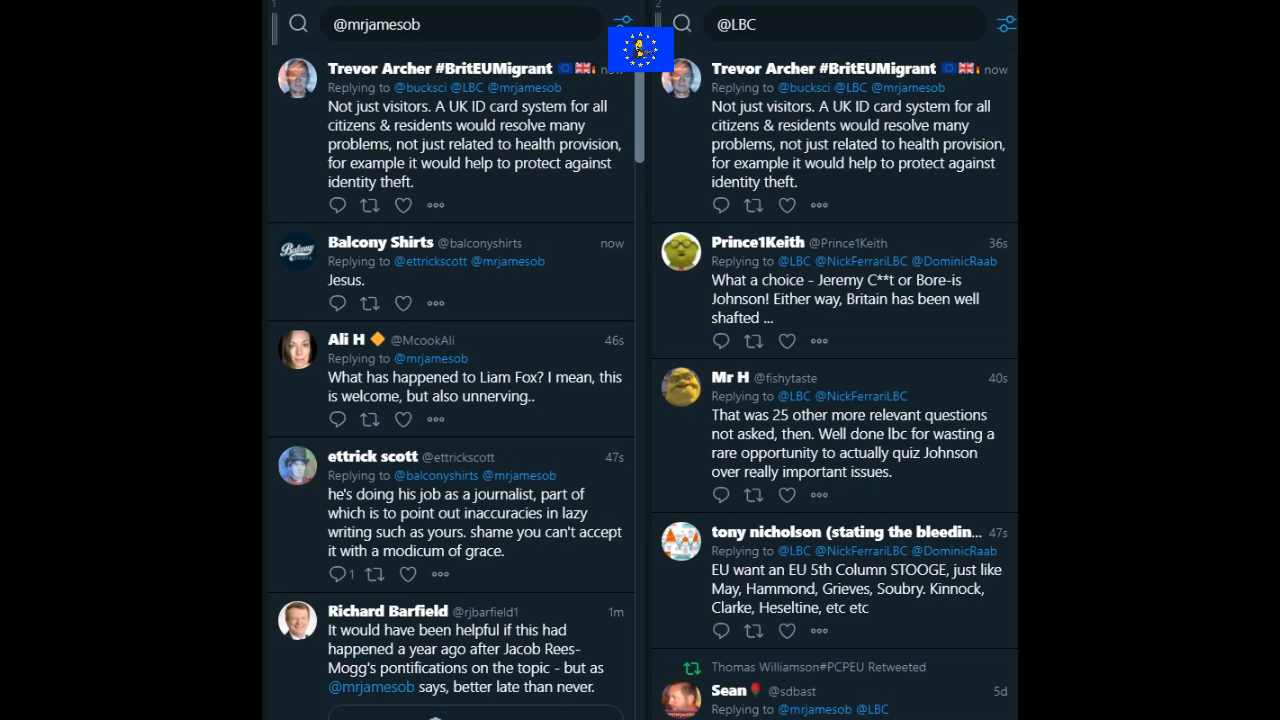 1
@mrjamesob
Trevor Archer #BritEUMigrant now
Replying to @bucksci @LBC @mrjamesob
Not just visitors. A UK ID card system for all
citizens & residents would resolve many
problems, not just related to health provision,
for example it would help to protect against
identity theft.
Balcony Shirts @balconyshirts now
Replying to @ettrickscott @mrjamesob
Jesus.
Ali H @McookAli 46s
Replying to @mrjamesob
What has happened to Liam Fox? I mean, this
is welcome, but also unnerving..
ettrick scott @ettrickscott 47s
Replying to @balconyshirts @mrjamesob
he's doing his job as a journalist, part of
which is to point out inaccuracies in lazy
writing such as yours. shame you can't accept
it with a modicum of grace.
1
Richard Barfield @rjbarfield1 1m
It would have been helpful if this had
happened a year ago after Jacob Rees-
Mogg's pontifications on the topic - but as
@mrjamesob says, better late than never.
2
@LBC
Trevor Archer #BritEUMigrant now
Replying to @bucksci @LBC @mrjamesob
Not just visitors. A UK ID card system for all
citizens & residents would resolve many
problems, not just related to health provision,
for example it would help to protect against
identity theft.
Prince1Keith @Prince1Keith 36s
Replying to @LBC @NickFerrariLBC @DominicRaab
What a choice - Jeremy C**t or Bore-is
Johnson! Either way, Britain has been well
shafted ...
Mr H @fishytaste 40s
Replying to @LBC @NickFerrariLBC
That was 25 other more relevant questions
not asked, then. Well done lbc for wasting a
rare opportunity to actually quiz Johnson
over really important issues.
tony nicholson (stating the bleedin... 47s
Replying to @LBC @NickFerrariLBC @DominicRaab
EU want an EU 5th Column STOOGE, just like
May, Hammond, Grieves, Soubry. Kinnock,
Clarke, Heseltine, etc etc
Thomas Williamson#PCPEU Retweeted
Sean @sdbast 5d
Replying to @mrjamesob @LBC